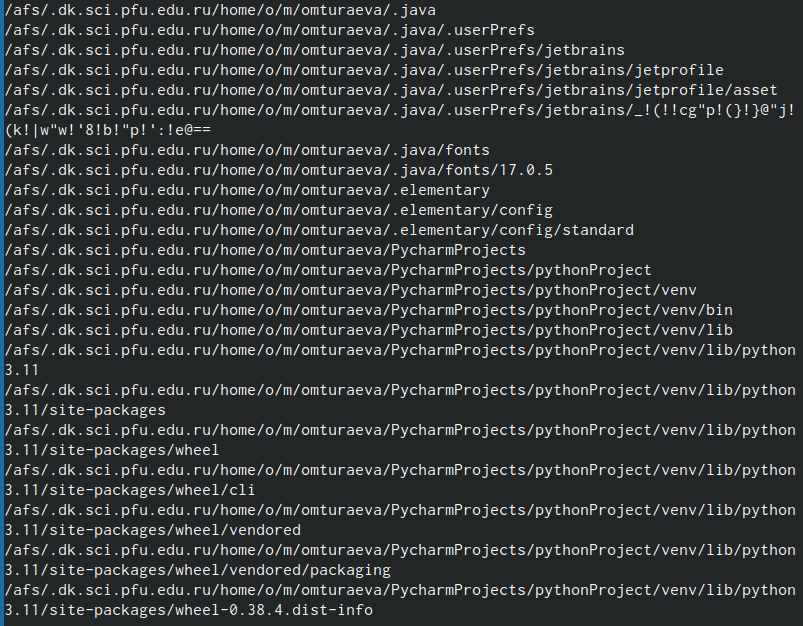 /afs/.dk.sci.pfu.edu.ru/home/o/m/omturaeva/.java
/afs/.dk.sci.pfu.edu.ru/home/o/m/omturaeva/.java/.userPrefs
/afs/.dk.sci.pfu.edu.ru/home/o/m/omturaeva/.java/.userPrefs/jetbrains
/afs/.dk.sci.pfu.edu.ru/home/o/m/omturaeva/.java/.userPrefs/jetbrains/jetprofile
/afs/.dk.sci.pfu.edu.ru/home/o/m/omturaeva/.java/.userPrefs/jetbrains/jetprofile/asset
/afs/.dk.sci.pfu.edu.ru/home/o/m/omturaeva/.java/.userPrefs/jetbrains/_!(!!cg"p!(}!}@"j!
(k!|w"w!'8!b!"p!':!e@==
/afs/.dk.sci.pfu.edu.ru/home/o/m/omturaeva/.java/fonts
/afs/.dk.sci.pfu.edu.ru/home/o/m/omturaeva/.java/fonts/17.0.5
/afs/.dk.sci.pfu.edu.ru/home/o/m/omturaeva/.elementary
/afs/.dk.sci.pfu.edu.ru/home/o/m/omturaeva/.elementary/config
/afs/.dk.sci.pfu.edu.ru/home/o/m/omturaeva/.elementary/config/standard
/afs/.dk.sci.pfu.edu.ru/home/o/m/omturaeva/PycharmProjects
/afs/.dk.sci.pfu.edu.ru/home/o/m/omturaeva/PycharmProjects/pythonProject
/afs/.dk.sci.pfu.edu.ru/home/o/m/omturaeva/PycharmProjects/pythonProject/venv
/afs/.dk.sci.pfu.edu.ru/home/o/m/omturaeva/PycharmProjects/pythonProject/venv/bin
/afs/.dk.sci.pfu.edu.ru/home/o/m/omturaeva/PycharmProjects/pythonProject/venv/lib
/afs/.dk.sci.pfu.edu.ru/home/o/m/omturaeva/PycharmProjects/pythonProject/venv/lib/python
3.11
/afs/.dk.sci.pfu.edu.ru/home/o/m/omturaeva/PycharmProjects/pythonProject/venv/lib/python
3.11/site-packages
/afs/.dk.sci.pfu.edu.ru/home/o/m/omturaeva/PycharmProjects/pythonProject/venv/lib/python
3.11/site-packages/wheel
/afs/.dk.sci.pfu.edu.ru/home/o/m/omturaeva/PycharmProjects/pythonProject/venv/lib/python
3.11/site-packages/wheel/cli
/afs/.dk.sci.pfu.edu.ru/home/o/m/omturaeva/PycharmProjects/pythonProject/venv/lib/python
3.11/site-packages/wheel/vendored
/afs/.dk.sci.pfu.edu.ru/home/o/m/omturaeva/PycharmProjects/pythonProject/venv/lib/python
3.11/site-packages/wheel/vendored/packaging
/afs/.dk.sci.pfu.edu.ru/home/o/m/omturaeva/PycharmProjects/pythonProject/venv/lib/python
3.11/site-packages/wheel-0.38.4.dist-info